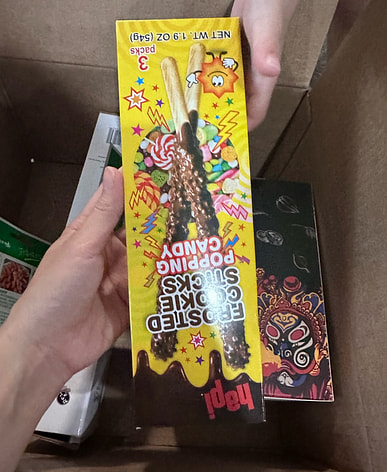 hapi
FROSTED
COOKIE
STICKS
POPPING
CANDY
3
packs
NET WT. 1.9 OZ (54g)